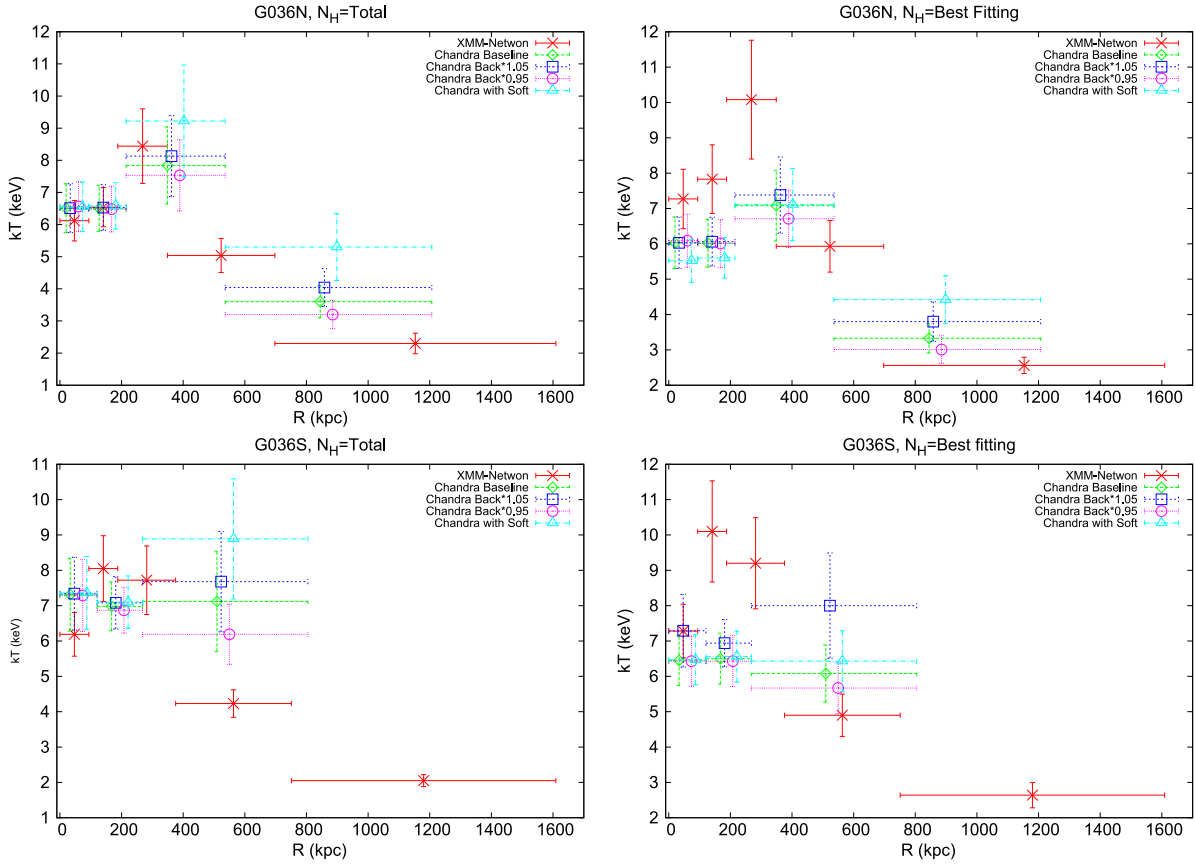 G036N, N_H=Total
XMM-Netwon
Chandra Baseline
Chandra Back*1.05
Chandra Back*0.95
Chandra with Soft
kT (keV)
12
11
10
9
8
7
6
5
4
3
2
1
0 200 400 600 800 1000 1200 1400 1600
R (kpc)
G036N, N_H=Best Fitting
XMM-Netwon
Chandra Baseline
Chandra Back*1.05
Chandra Back*0.95
Chandra with Soft
kT (keV)
12
11
10
9
8
7
6
5
4
3
2
0 200 400 600 800 1000 1200 1400 1600
R (kpc)
G036S, N_H=Total
XMM-Netwon
Chandra Baseline
Chandra Back*1.05
Chandra Back*0.95
Chandra with Soft
kT (keV)
11
10
9
8
7
6
5
4
3
2
1
0 200 400 600 800 1000 1200 1400 1600
R (kpc)
G036S, N_H=Best fitting
XMM-Netwon
Chandra Baseline
Chandra Back*1.05
Chandra Back*0.95
Chandra with Soft
kT (keV)
12
11
10
9
8
7
6
5
4
3
2
0 200 400 600 800 1000 1200 1400 1600
R (kpc)